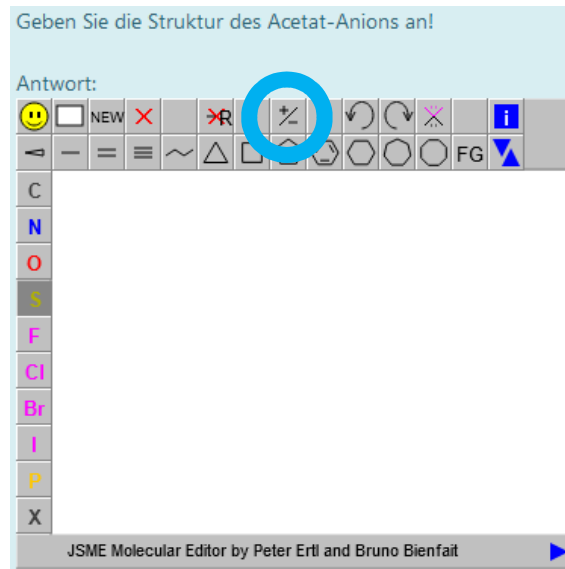 Geben Sie die Struktur des Acetat-Anions an!
Antwort:
NEW R +/- i
FG
C
N
O
S
F
Cl
Br
I
P
X
JSME Molecular Editor by Peter Ertl and Bruno Bienfait